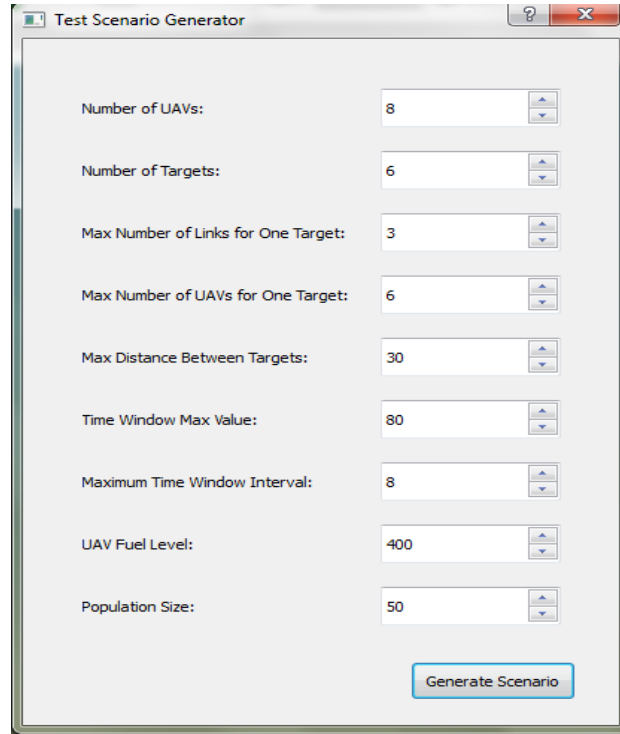 Test Scenario Generator
Number of UAVs: 8
Number of Targets: 6
Max Number of Links for One Target: 3
Max Number of UAVs for One Target: 6
Max Distance Between Targets: 30
Time Window Max Value: 80
Maximum Time Window Interval: 8
UAV Fuel Level: 400
Population Size: 50
Generate Scenario